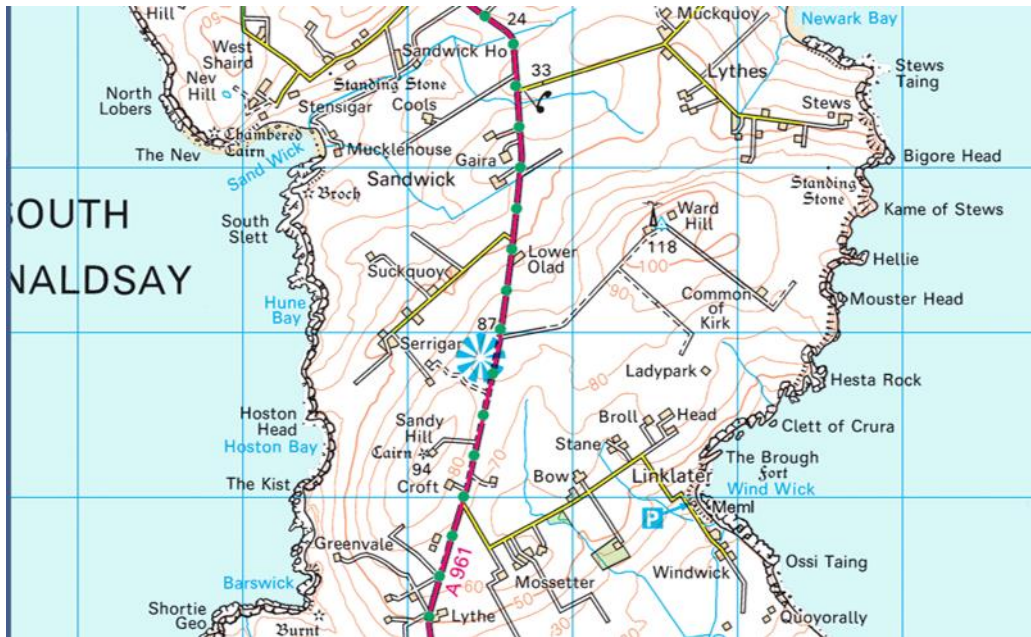 Hill
50
24
Muckquoy
Newark Bay
West
Shaird
Sandwick Ho
Nev
Hill
Standing Stone
33
Lythes
Stews
Taing
North
Lobers
Stensigar
Cools
Stews
Chambered
Cairn
The Nev
Mucklehouse
Gaira
Bigore Head
Sand Wick
Sandwick
Broch
Standing
Stone
SOUTH
Ward
Hill
Kame of Stews
South
Slett
118
Lower
Olad
100
Suckquoy
Hellie
NALDSAY
90
Common
of
Kirk
Mouster Head
Hune
Bay
87
Serrigar
Ladypark
80
Hesta Rock
Hoston
Head
Sandy
Hill
Broll
Head
Clett of Crura
Hoston Bay
Stane
Cairn
94
80
70
The Brough
Fort
The Kist
Croft
Bow
Linklater
Wind Wick
Meml
P
Greenvale
A 961
Ossi Taing
Barswick
60
Mossetter
Windwick
50
Shortie
Geo
Lythe
30
Quoyorally
Burnt